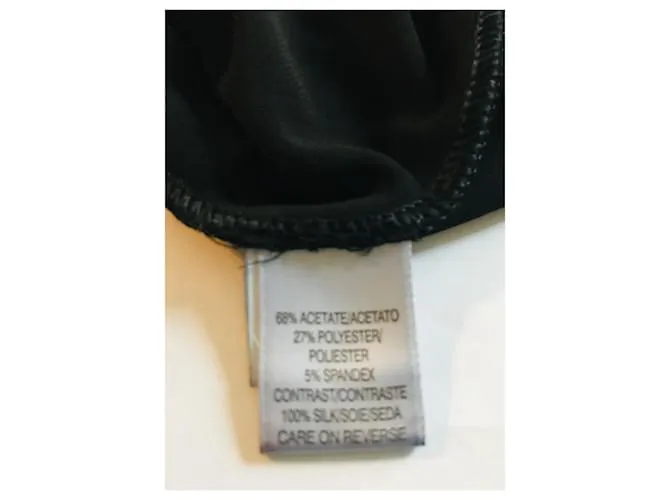 68% ACETATE/ACETATO
27% POLYESTER/
POLIESTER
5% SPANDEX
CONTRAST/CONTRASTE
100% SILK/SOIE/SEDA
CARE ON REVERSE